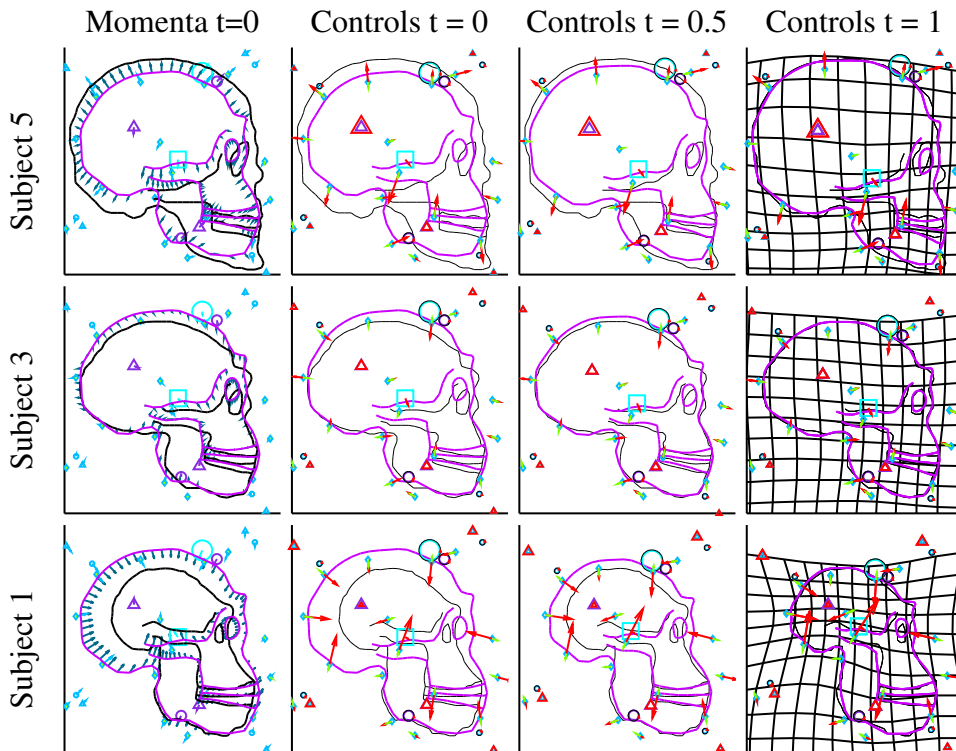 Momenta t=0
Controls t = 0
Controls t = 0.5
Controls t = 1
Subject 5
Subject 3
Subject 1